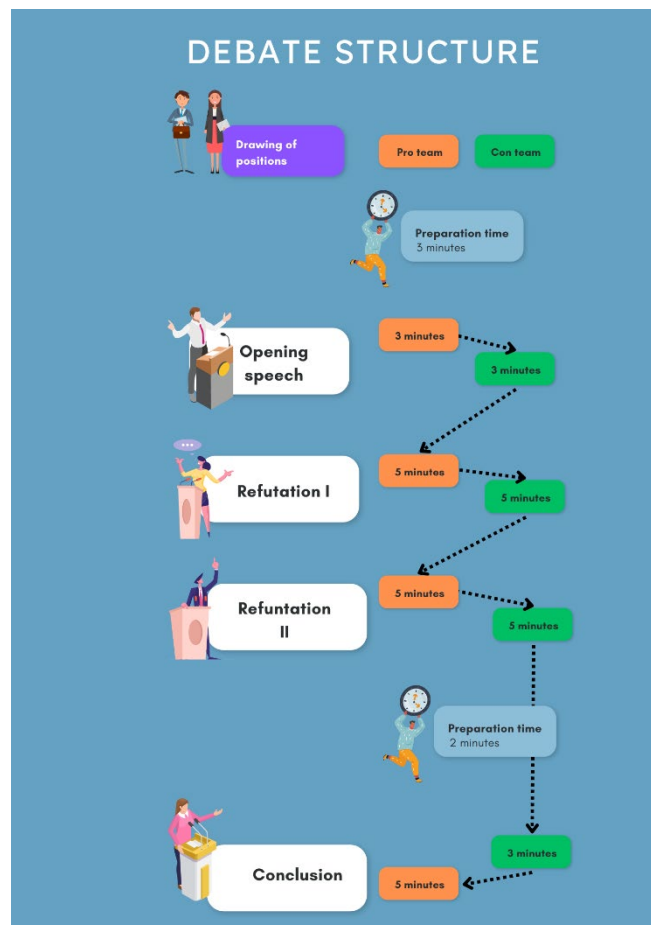 DEBATE STRUCTURE
Drawing of
positions
Pro team
Con team
Preparation time
3 minutes
Opening
speech
3 minutes
3 minutes
Refutation I
5 minutes
5 minutes
Refuntation
II
5 minutes
5 minutes
Preparation time
2 minutes
Conclusion
3 minutes
5 minutes